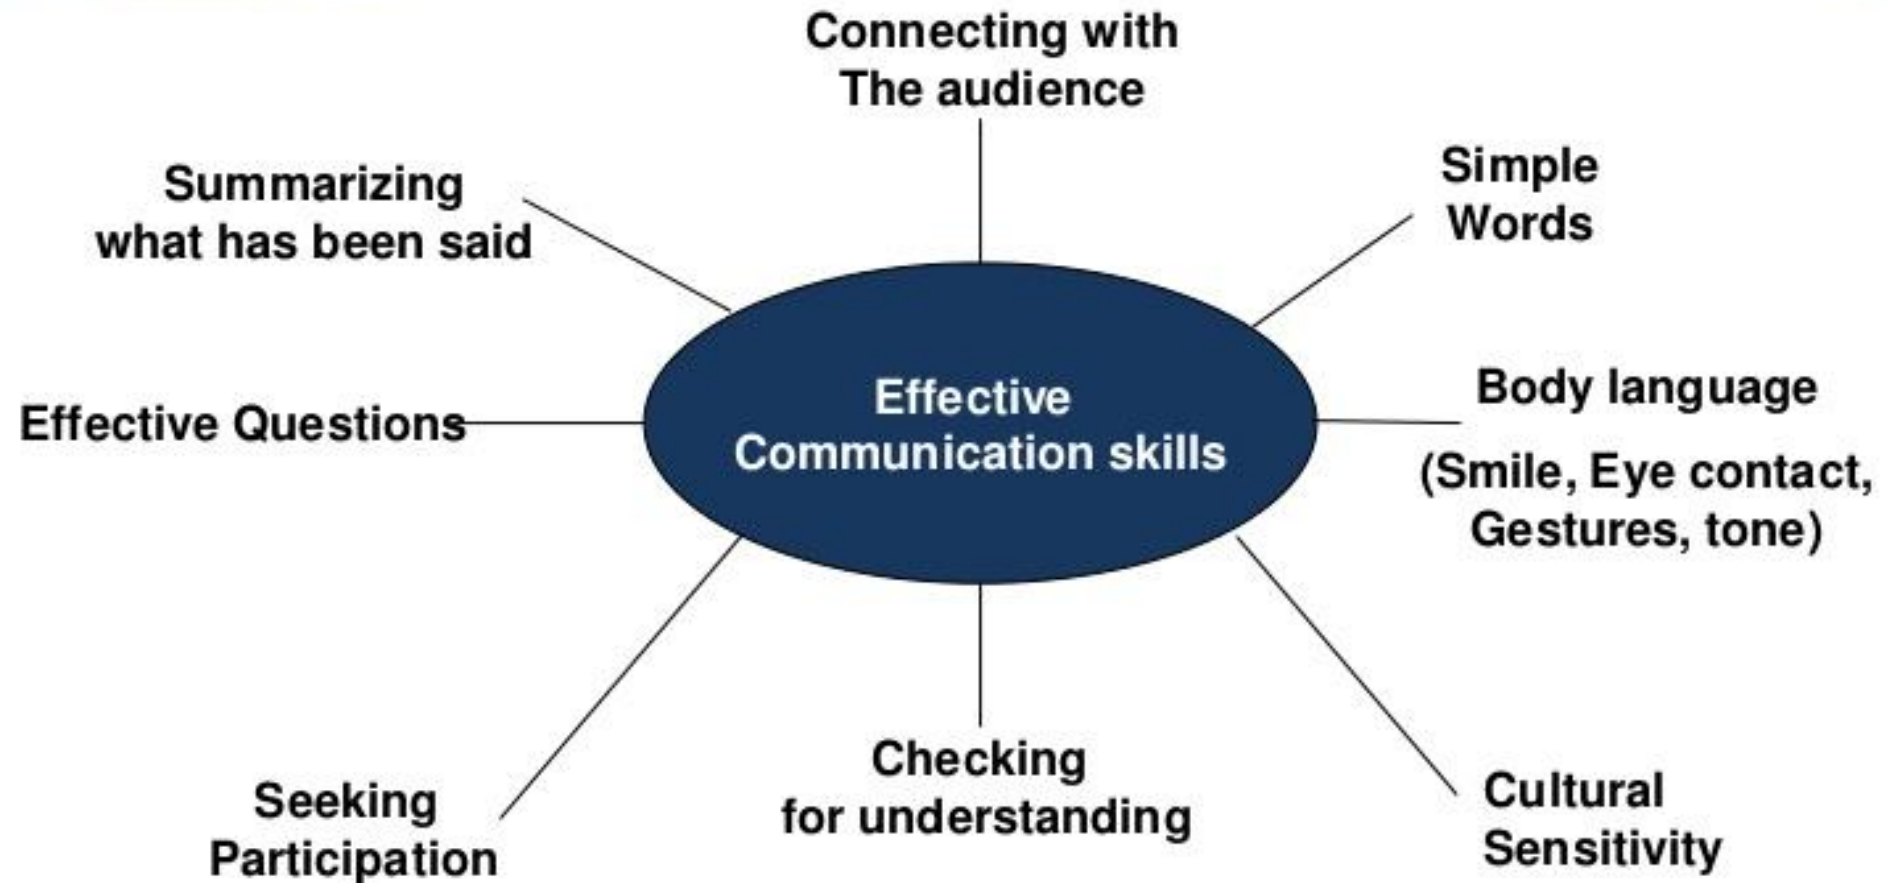 Connecting with
The audience
Simple
Words
Summarizing
what has been said
Body language
(Smile, Eye contact,
Gestures, tone)
Effective
Communication skills
Effective Questions
Checking
for understanding
Cultural
Sensitivity
Seeking
Participation